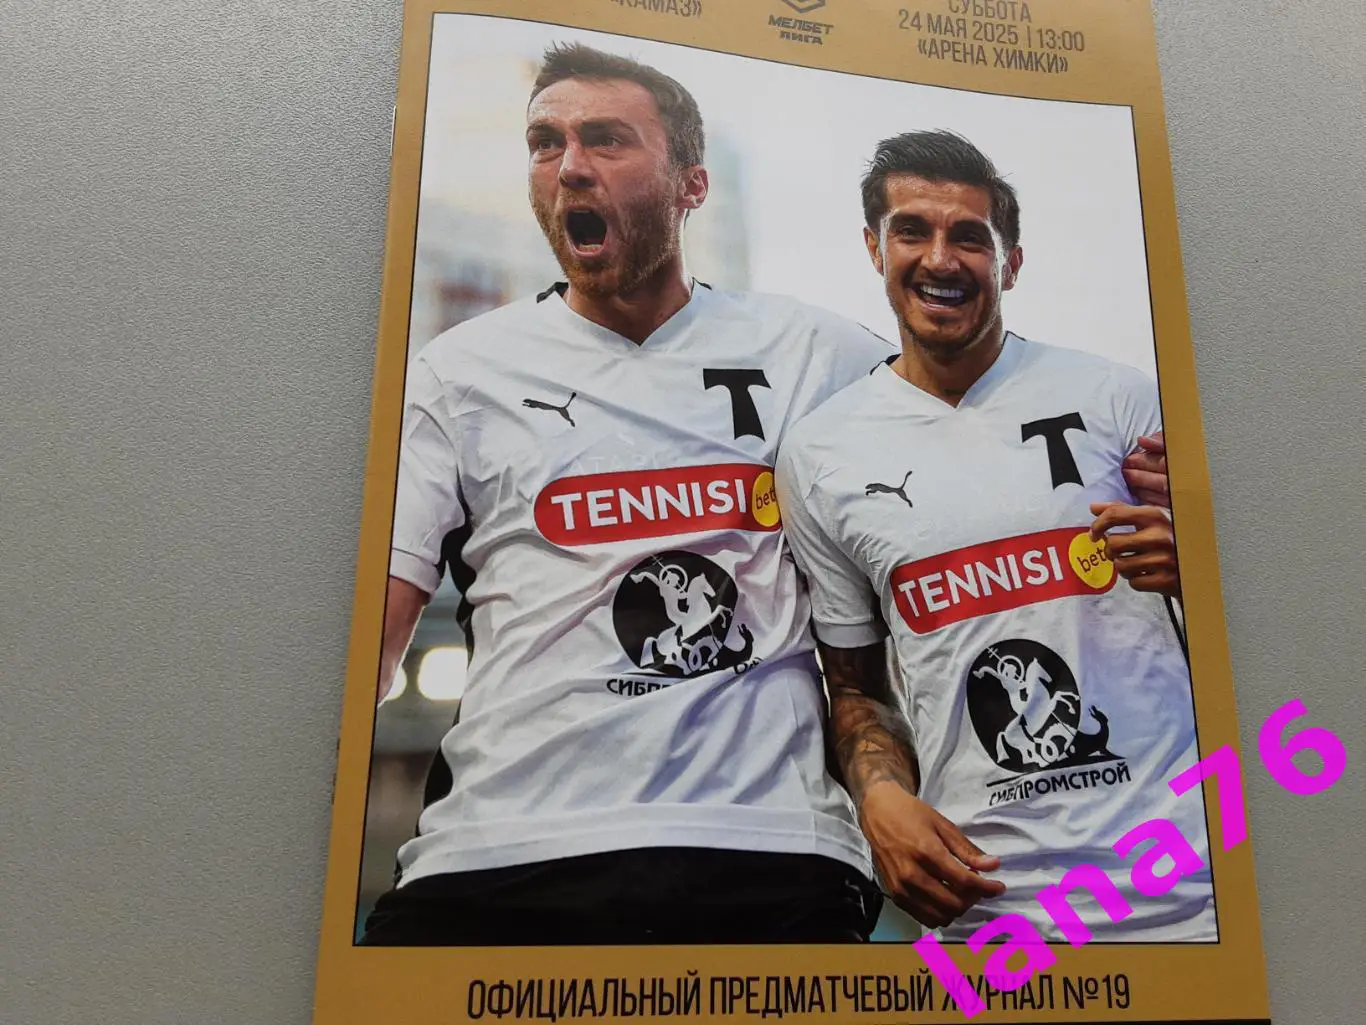 КАМАЗ»
МЕЛБЕТ
ЛИГА
СУББОТА
24 МАЯ 2025 | 13:00
«АРЕНА ХИМКИ»
T
TENNISI bet
T
TENNISI bet
СИБПРОМСТРОЙ
ОФИЦИАЛЬНЫЙ ПРЕДМАТЧЕВЫЙ ЖУРНАЛ №19
lana76